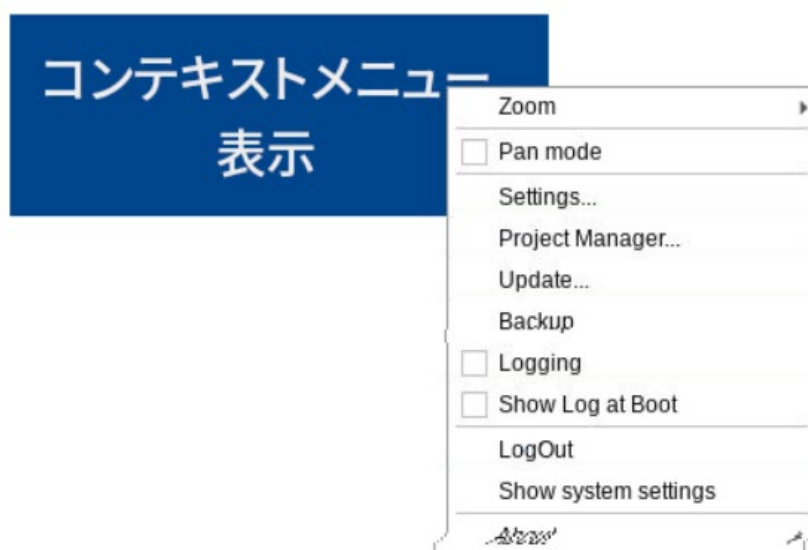 コンテキストメニュー
表示
Zoom
Pan mode
Settings...
Project Manager...
Update...
Backup
Logging
Show Log at Boot
LogOut
Show system settings